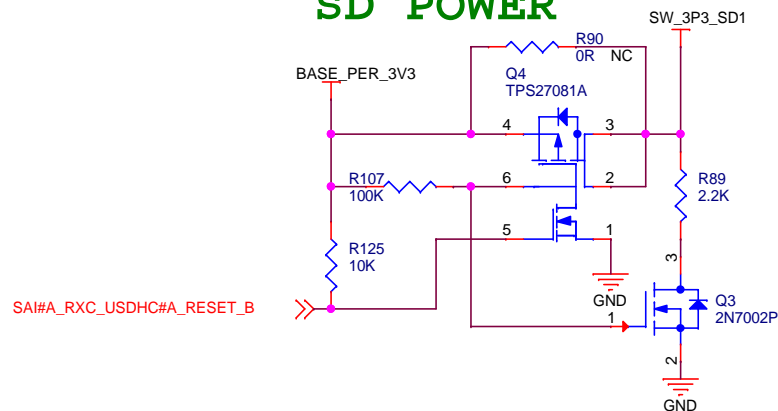 SD POWER
SW_3P3_SD1
R90
0R NC
BASE_PER_3V3
Q4
TPS27081A
4
3
R107
100K
6
2
R89
2.2K
5
1
R125
10K
3
SAI#A_RXC_USDHC#A_RESET_B
GND
1
Q3
2N7002P
2
GND